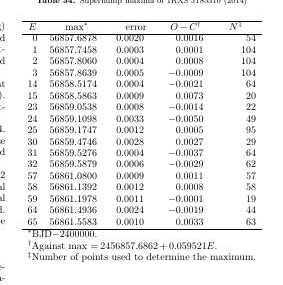 Table 34. Superhump maxima of 1RXS J185310 (2014)
E max* error O − C† N‡
0 56857.6878 0.0020 0.0016 54
1 56857.7458 0.0003 0.0001 104
2 56857.8060 0.0004 0.0008 104
3 56857.8639 0.0005 −0.0009 104
14 56858.5174 0.0004 −0.0021 64
15 56858.5863 0.0009 0.0073 20
23 56859.0538 0.0008 −0.0014 22
24 56859.1098 0.0033 −0.0050 49
25 56859.1747 0.0012 0.0005 95
30 56859.4746 0.0028 0.0027 29
31 56859.5276 0.0004 −0.0037 64
32 56859.5879 0.0006 −0.0029 62
57 56861.0800 0.0009 0.0011 57
58 56861.1392 0.0012 0.0008 58
59 56861.1978 0.0011 −0.0001 19
64 56861.4936 0.0024 −0.0019 44
65 56861.5583 0.0010 0.0033 63
*BJD−2400000.
†Against max = 2456857.6862 + 0.059521E.
‡Number of points used to determine the maximum.